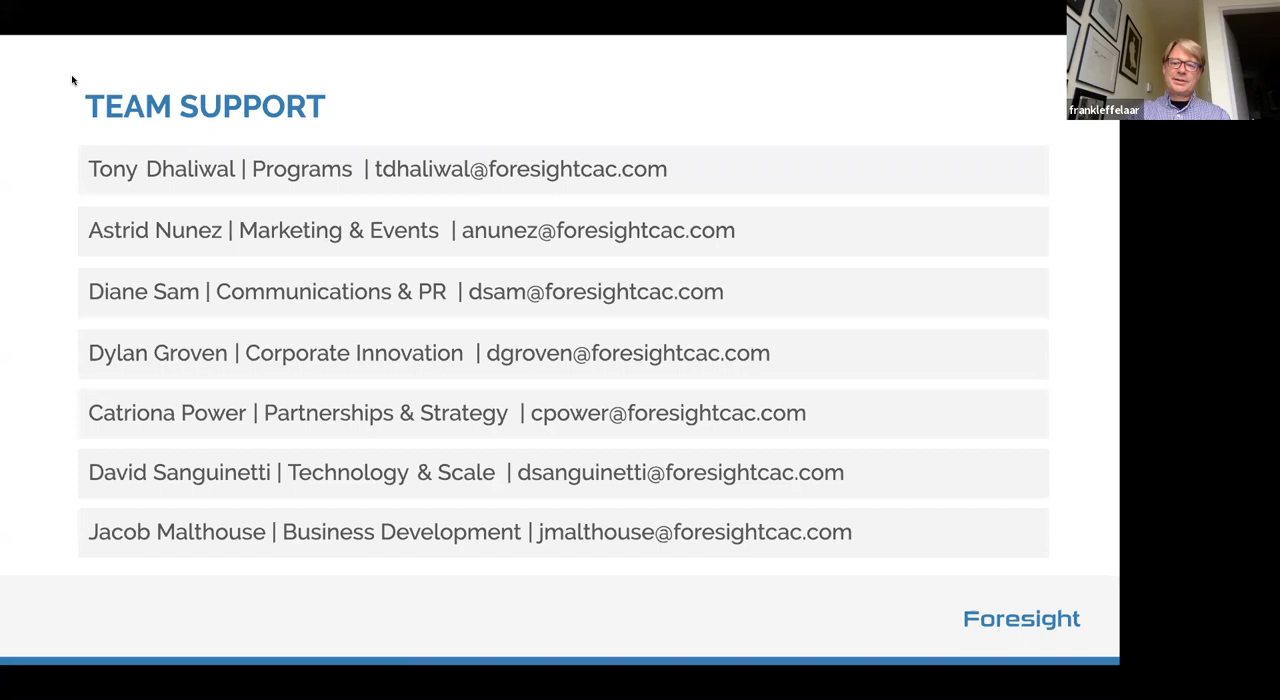 frankleffelaar
TEAM SUPPORT
Tony Dhaliwal | Programs | tdhaliwal@foresightcac.com
Astrid Nunez | Marketing & Events | anunez@foresightcac.com
Diane Sam | Communications & PR | dsam@foresightcac.com
Dylan Groven | Corporate Innovation | dgroven@foresightcac.com
Catriona Power | Partnerships & Strategy | cpower@foresightcac.com
David Sanguinetti | Technology & Scale | dsanguinetti@foresightcac.com
Jacob Malthouse | Business Development | jmalthouse@foresightcac.com
Foresight